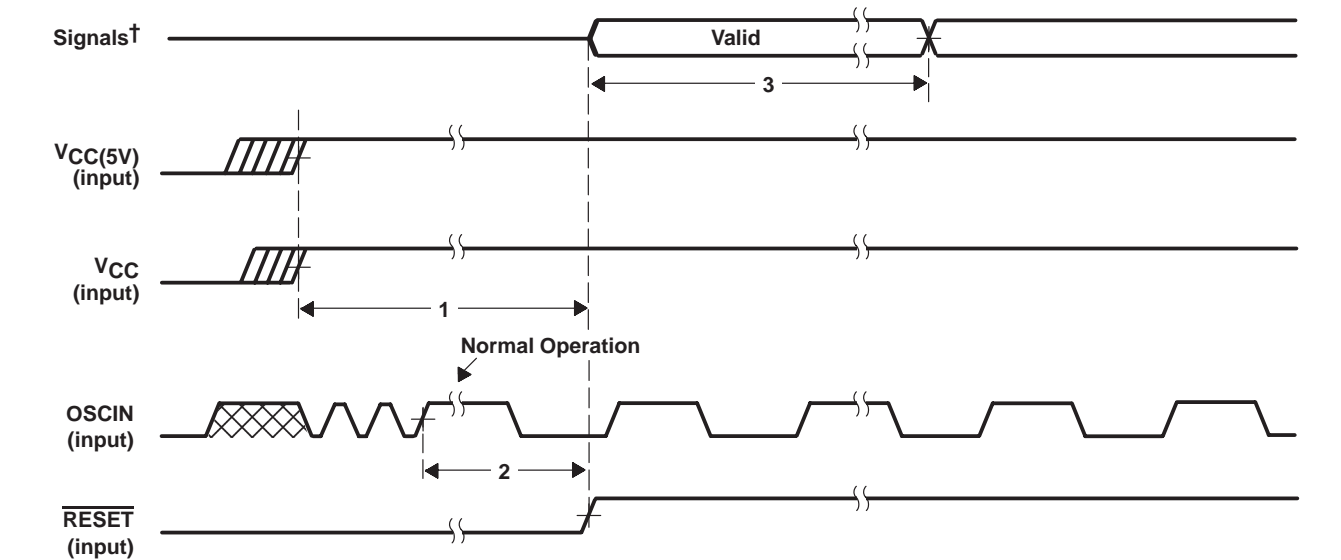 Signals†
Valid
3
VCC(5V)
(input)
VCC
(input)
1
Normal Operation
OSCIN
(input)
2
RESET
(input)